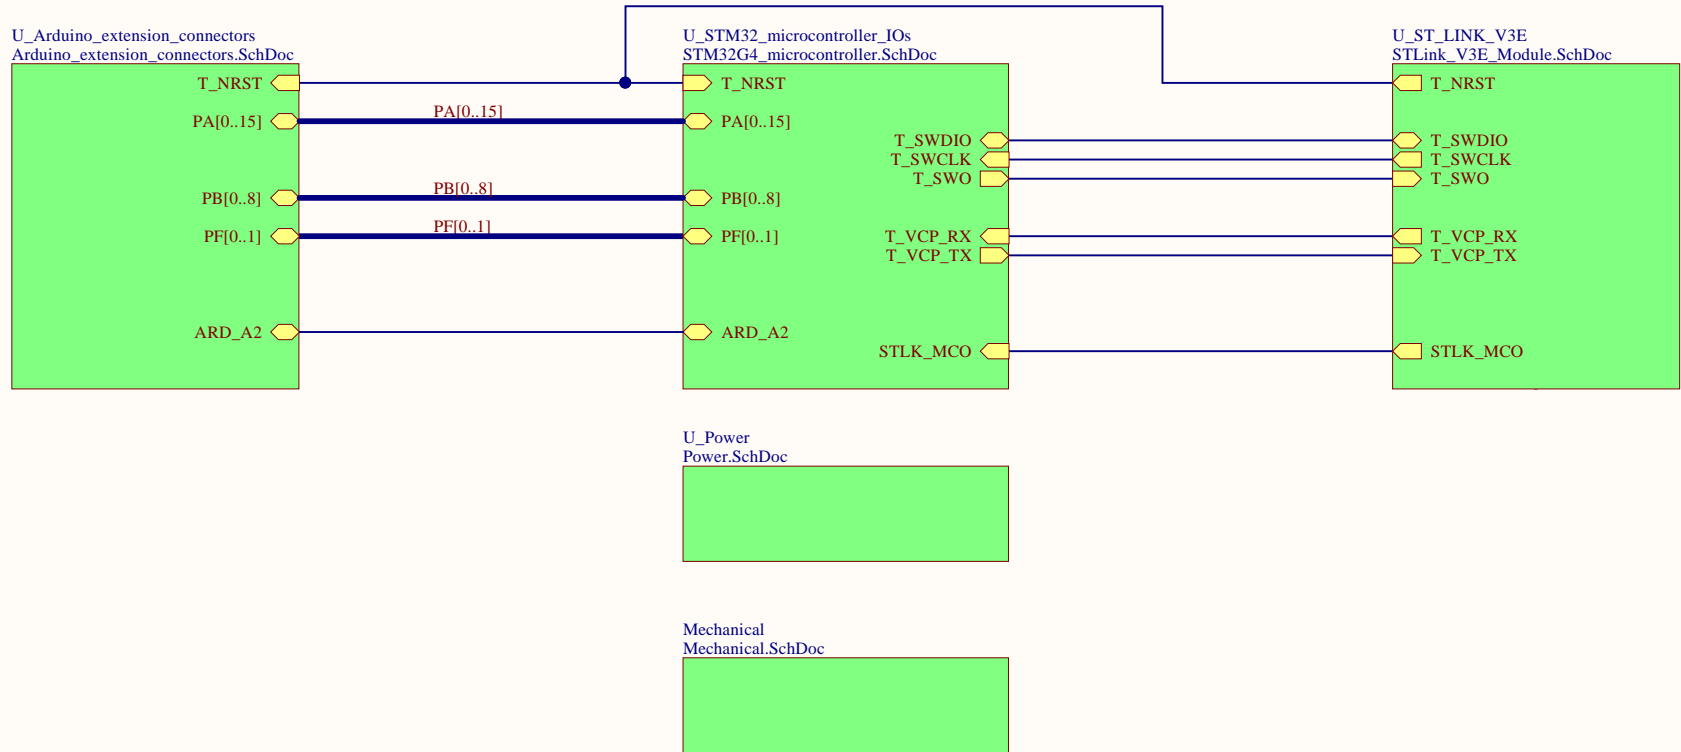 U_Arduino_extension_connectors
Arduino_extension_connectors.SchDoc
T_NRST
PA[0..15]
PB[0..8]
PF[0..1]
ARD_A2
PA[0..15]
PB[0..8]
PF[0..1]
U_STM32_microcontroller_IOs
STM32G4_microcontroller.SchDoc
T_NRST
PA[0..15]
PB[0..8]
PF[0..1]
ARD_A2
T_SWDIO
T_SWCLK
T_SWO
T_VCP_RX
T_VCP_TX
STLK_MCO
U_ST_LINK_V3E
STLink_V3E_Module.SchDoc
T_NRST
T_SWDIO
T_SWCLK
T_SWO
T_VCP_RX
T_VCP_TX
STLK_MCO
U_Power
Power.SchDoc
Mechanical
Mechanical.SchDoc